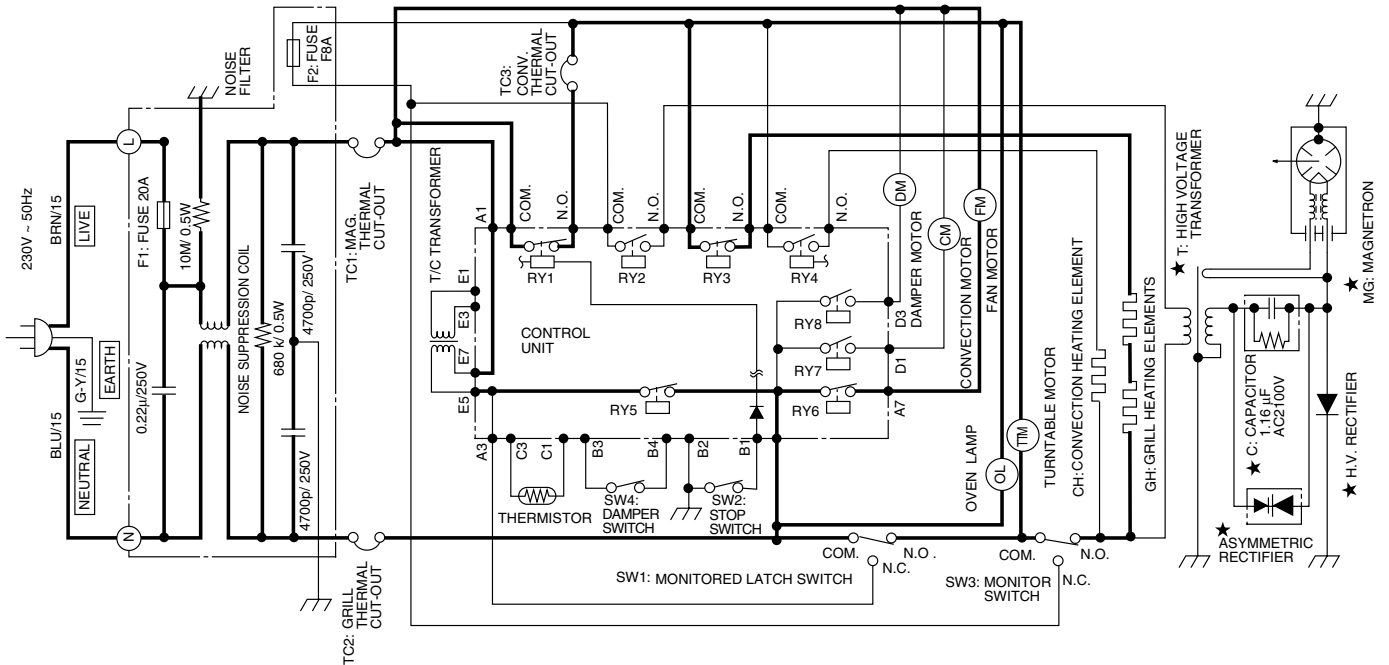 230V ~ 50Hz
BLU/15
G-Y/15
BRN/15
NEUTRAL
EARTH
LIVE
N
L
0.22μ/250V
F1: FUSE 20A
10M/ 0.5W
NOISE
FILTER
F2: FUSE
F8A
NOISE SUPPRESSION COIL
680 k/ 0.5W
4700p/ 250V
4700p/ 250V
TC1: MAG.
THERMAL
CUT-OUT
TC2: GRILL
THERMAL
CUT-OUT
TC3: CONV.
THERMAL
CUT-OUT
T/C TRANSFORMER
E1
E3
E7
E5
A1
A3
C3
C1
B3
B4
B2
B1
COM.
N.O.
COM.
N.O.
COM.
N.O.
COM.
N.O.
RY1
RY2
RY3
RY4
CONTROL
UNIT
RY5
RY6
RY7
RY8
D3
D1
A7
THERMISTOR
SW4:
DAMPER
SWITCH
SW2:
STOP
SWITCH
DM
DAMPER MOTOR
CM
CONVECTION MOTOR
FM
FAN MOTOR
OVEN LAMP
OL
TTM
TURNTABLE MOTOR
CH: CONVECTION HEATING ELEMENT
GH: GRILL HEATING ELEMENTS
COM.
N.O.
N.C.
SW1: MONITORED LATCH SWITCH
COM.
N.O.
N.C.
SW3: MONITOR
SWITCH
★ T: HIGH VOLTAGE
TRANSFORMER
★ C: CAPACITOR
1.16 μF
AC2100V
★
ASYMMETRIC
RECTIFIER
★ H.V. RECTIFIER
★
MG: MAGNETRON